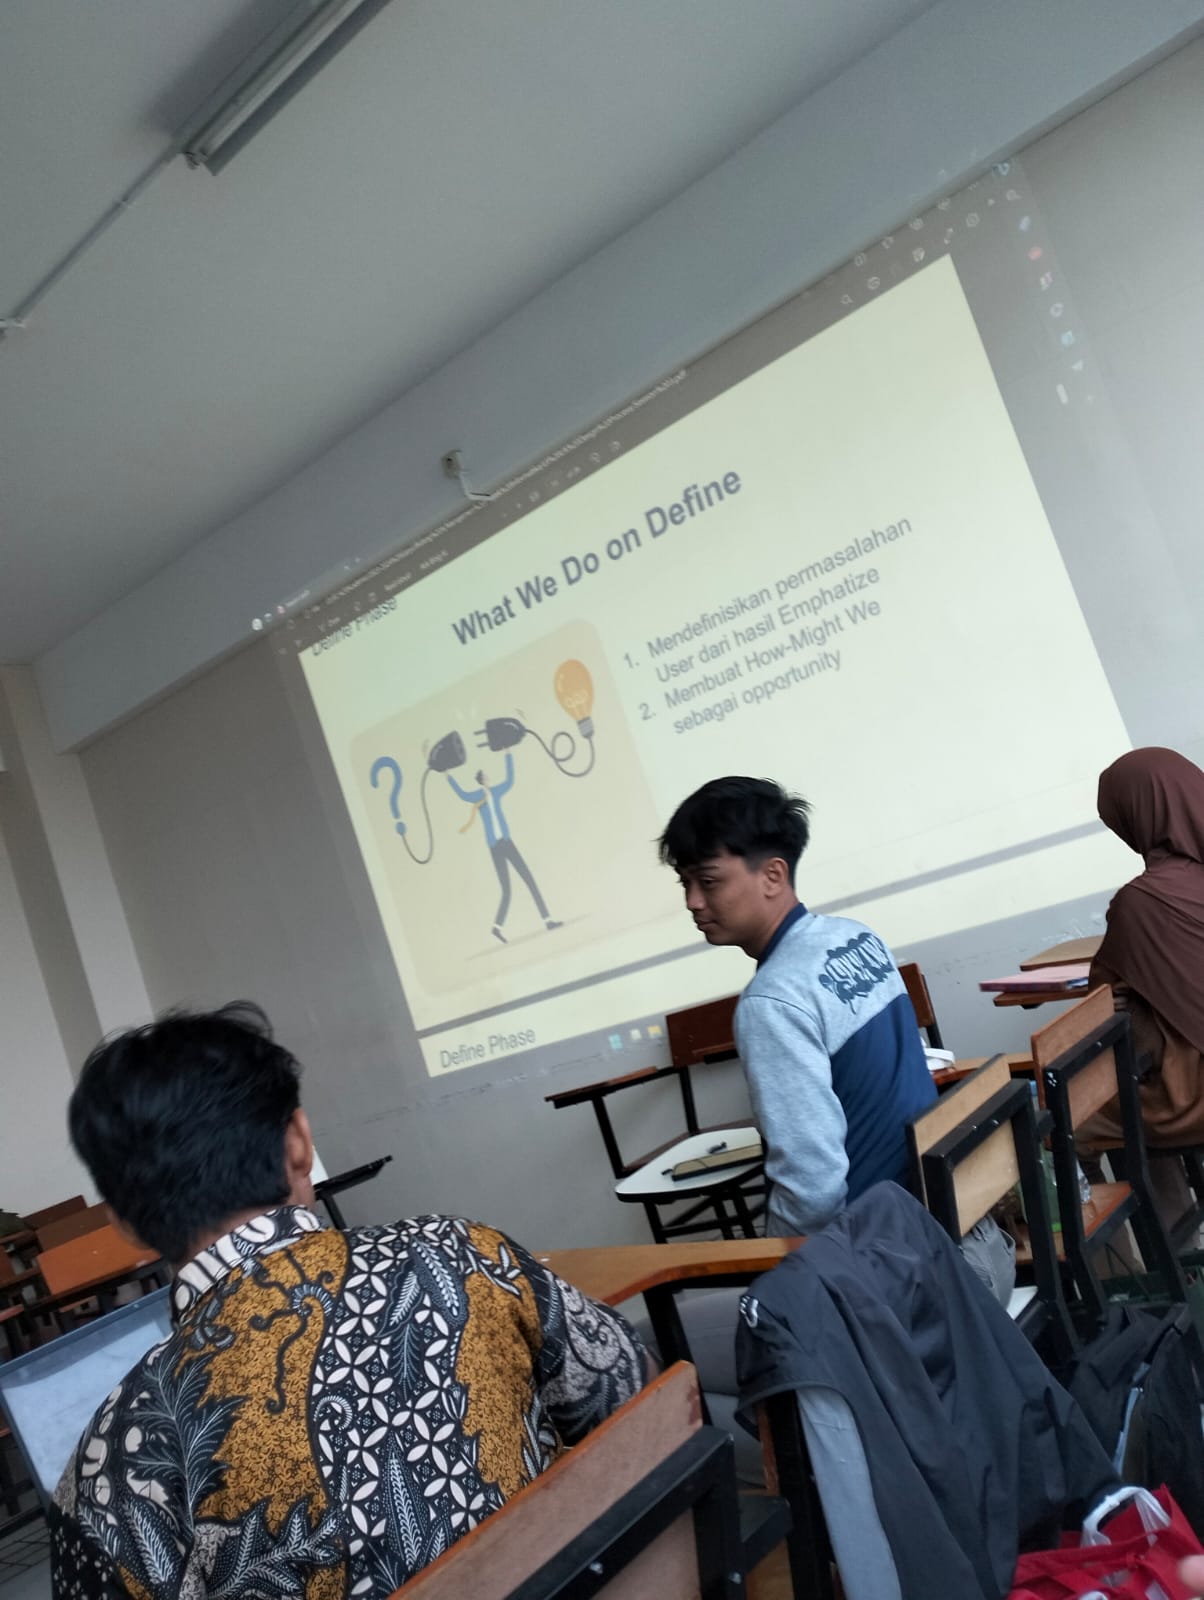 Define Phase
What We Do on Define
1. Mendefinisikan permasalahan
User dari hasil Emphatize
2. Membuat How-Might We
sebagai opportunity
Define Phase